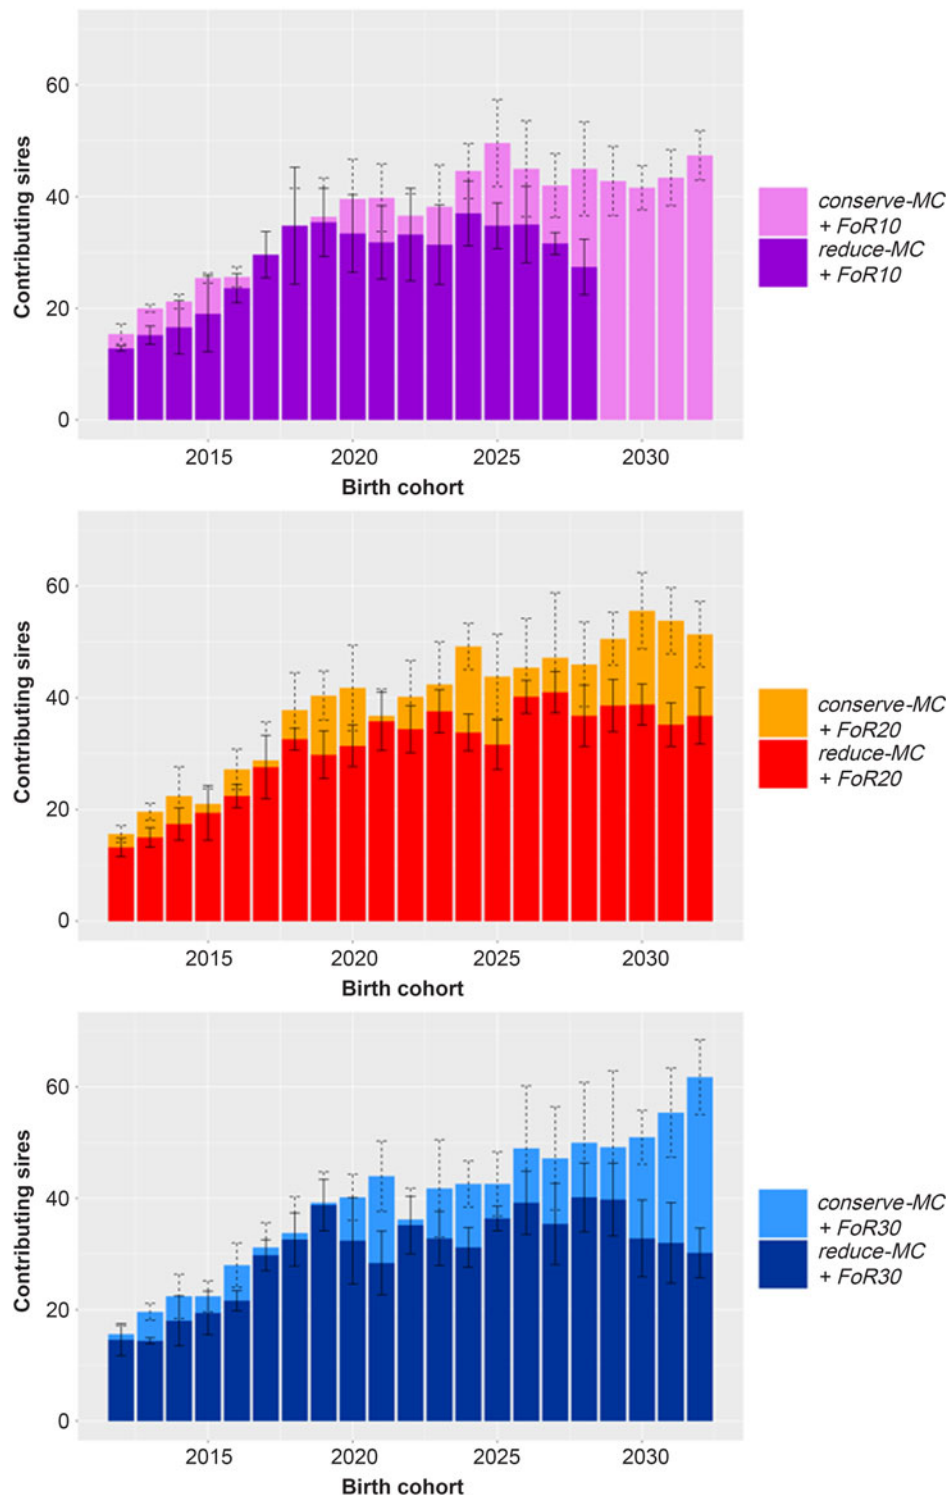 Contributing sires
60
40
20
0
2015 2020 2025 2030
Birth cohort
conserve-MC
+ FoR10
reduce-MC
+ FoR10
Contributing sires
60
40
20
0
2015 2020 2025 2030
Birth cohort
conserve-MC
+ FoR20
reduce-MC
+ FoR20
Contributing sires
60
40
20
0
2015 2020 2025 2030
Birth cohort
conserve-MC
+ FoR30
reduce-MC
+ FoR30